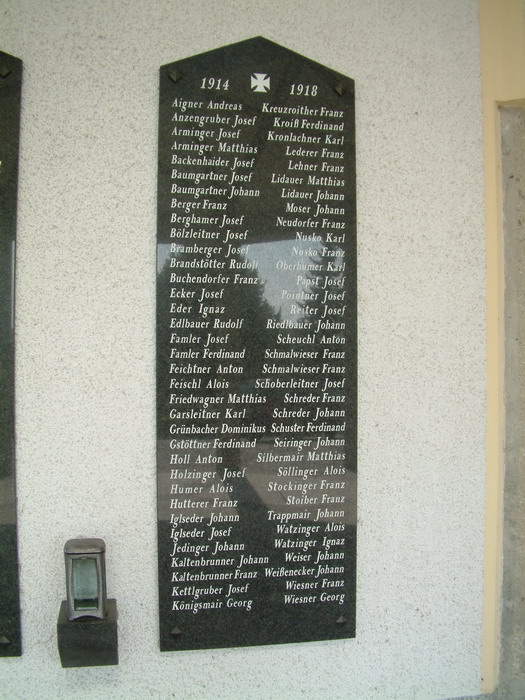 1914 1918
Aigner Andreas
Anzengruber Josef
Arminger Josef
Arminger Matthias
Backenhaider Josef
Baumgartner Josef
Baumgartner Johann
Berger Franz
Berghamer Josef
Bölzleitner Josef
Bramberger Josef
Brandstötter Rudolf
Buchendorfer Franz
Ecker Josef
Eder Ignaz
Edlbauer Rudolf
Famler Josef
Famler Ferdinand
Feichtner Anton
Feischl Alois
Friedwagner Matthias
Garsleitner Karl
Grünbacher Dominikus
Gstöttner Ferdinand
Holl Anton
Holzinger Josef
Humer Alois
Hutterer Franz
Iglseder Johann
Iglseder Josef
Jedinger Johann
Kaltenbrunner Johann
Kaltenbrunner Franz
Kettlgruber Josef
Königsmair Georg
Kreuzroither Franz
Kroiß Ferdinand
Kronlachner Karl
Lederer Franz
Lehner Franz
Lidauer Matthias
Lidauer Johann
Moser Johann
Neudorfer Franz
Nusko Karl
Nusko Franz
Oberhumer Karl
Papst Josef
Pointner Josef
Reiter Josef
Riedlbauer Johann
Scheuchl Anton
Schmalwieser Franz
Schmalwieser Franz
Schoberleitner Josef
Schreder Franz
Schreder Johann
Schuster Ferdinand
Seiringer Johann
Silbermair Matthias
Söllinger Alois
Stockinger Franz
Stoiber Franz
Trappmair Johann
Watzinger Alois
Watzinger Ignaz
Weiser Johann
Weißenecker Johann
Wiesner Franz
Wiesner Georg